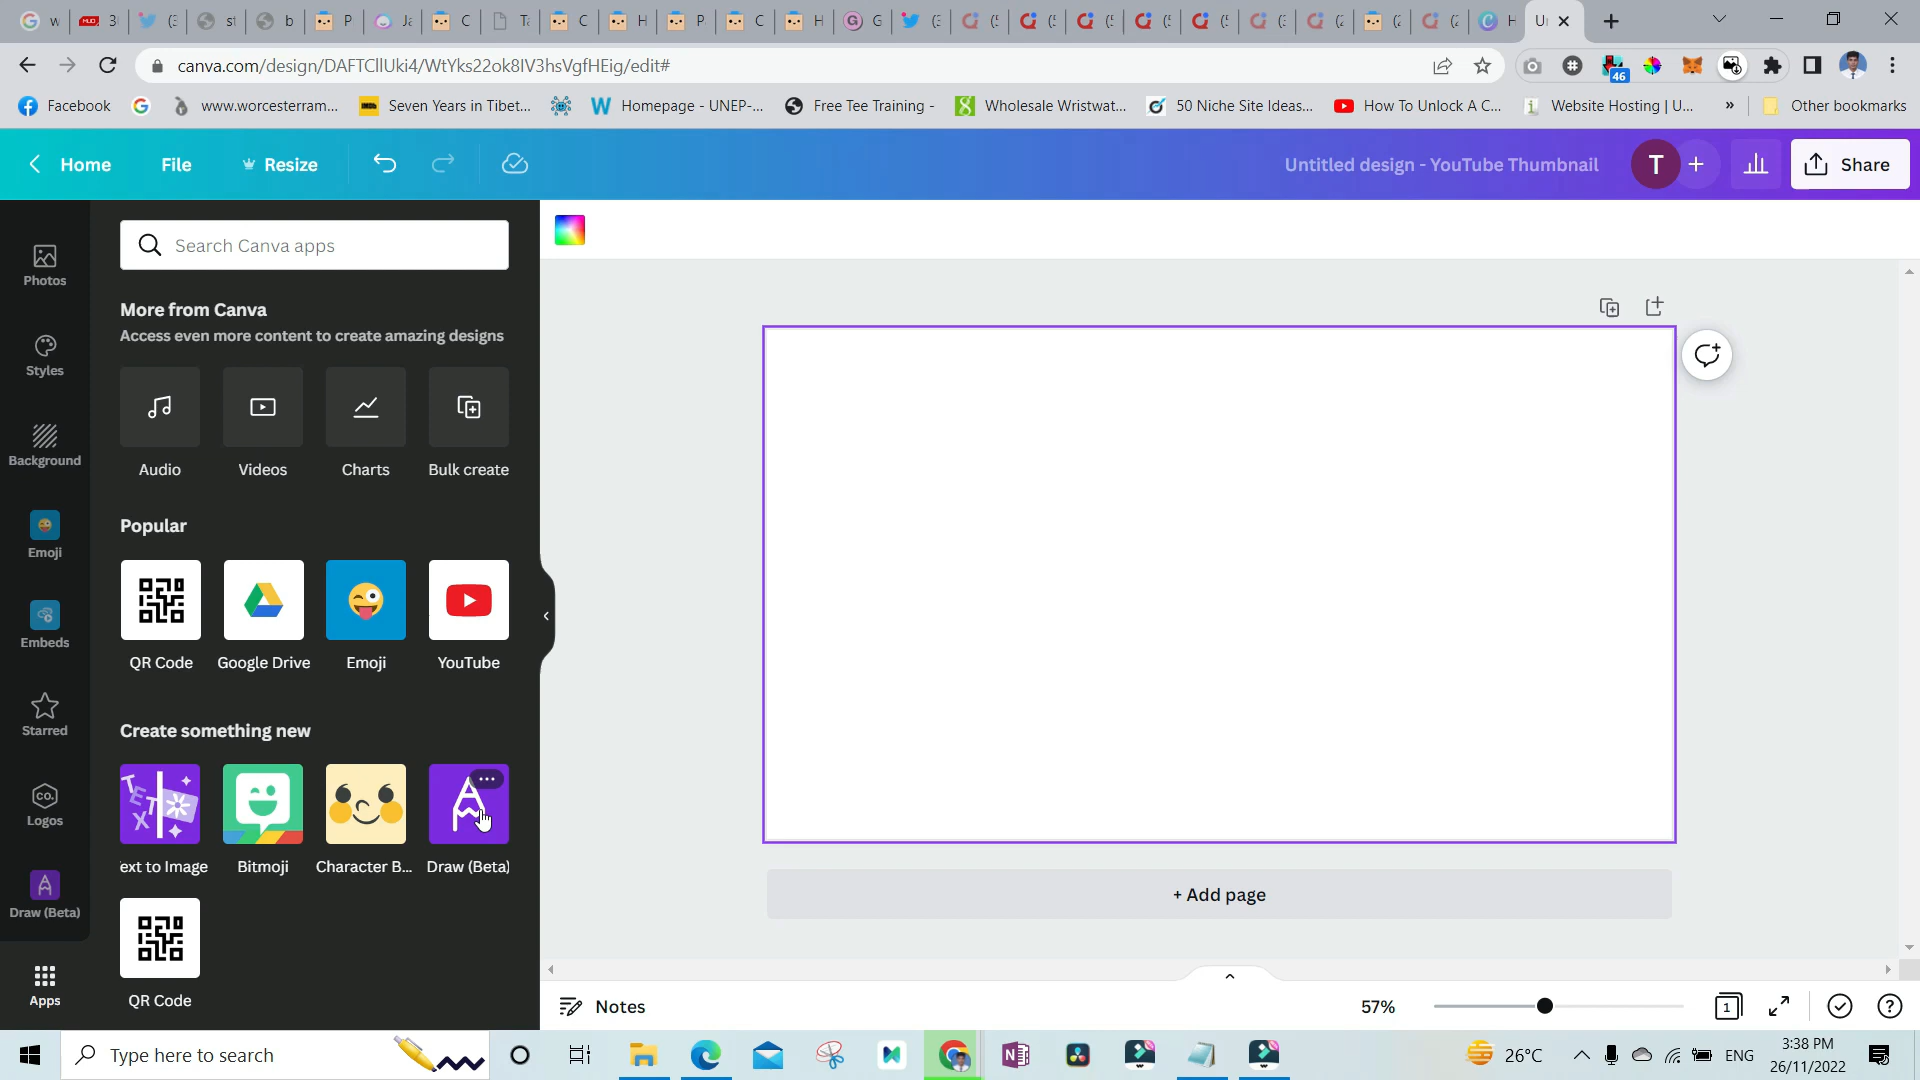 canva.com/design/DAFTCllUki4/WtYks22ok8IV3hsVgfHEig/edit#
46
Facebook
www.worcesterram...
Seven Years in Tibet...
Homepage - UNEP-...
Free Tee Training -
Wholesale Wristwat...
50 Niche Site Ideas...
How To Unlock A C...
Website Hosting | U...
»
Other bookmarks
Home
File
Resize
Untitled design - YouTube Thumbnail
T
+
Share
Search Canva apps
Photos
Styles
Background
Emoji
Embeds
Starred
CO.
Logos
Draw (Beta)
Apps
More from Canva
Access even more content to create amazing designs
Audio
Videos
Charts
Bulk create
Popular
QR Code
Google Drive
Emoji
YouTube
Create something new
TEXT
ext to Image
Bitmoji
Character B...
Draw (Beta)
QR Code
+ Add page
Notes
57%
1
Type here to search
26°C
ENG
3:38 PM
26/11/2022